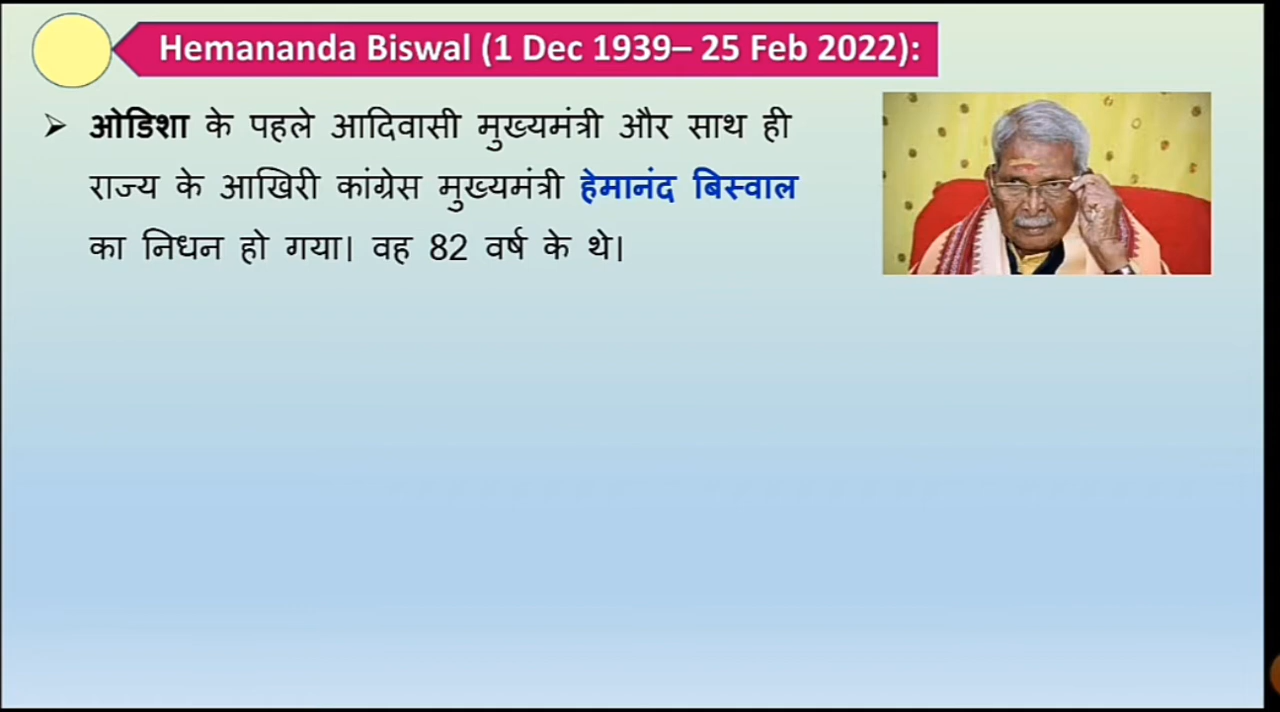 Hemananda Biswal (1 Dec 1939– 25 Feb 2022):
➢ ओडिशा के पहले आदिवासी मुख्यमंत्री और साथ ही
राज्य के आखिरी कांग्रेस मुख्यमंत्री हेमानंद बिस्वाल
का निधन हो गया। वह 82 वर्ष के थे।